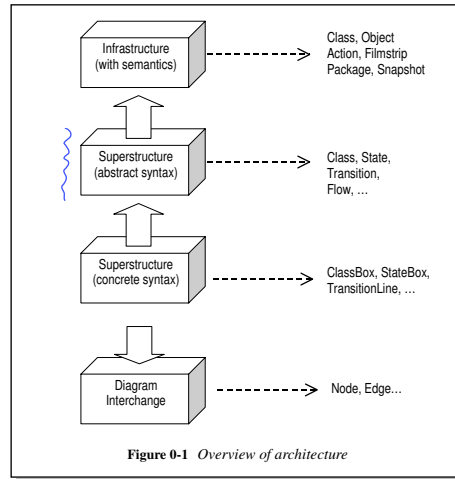 Infrastructure
(with semantics)
Class, Object
Action, Filmstrip
Package, Snapshot
Superstructure
(abstract syntax)
Class, State,
Transition,
Flow, …
Superstructure
(concrete syntax)
ClassBox, StateBox,
TransitionLine, …
Diagram
Interchange
Node, Edge…
Figure 0-1 Overview of architecture